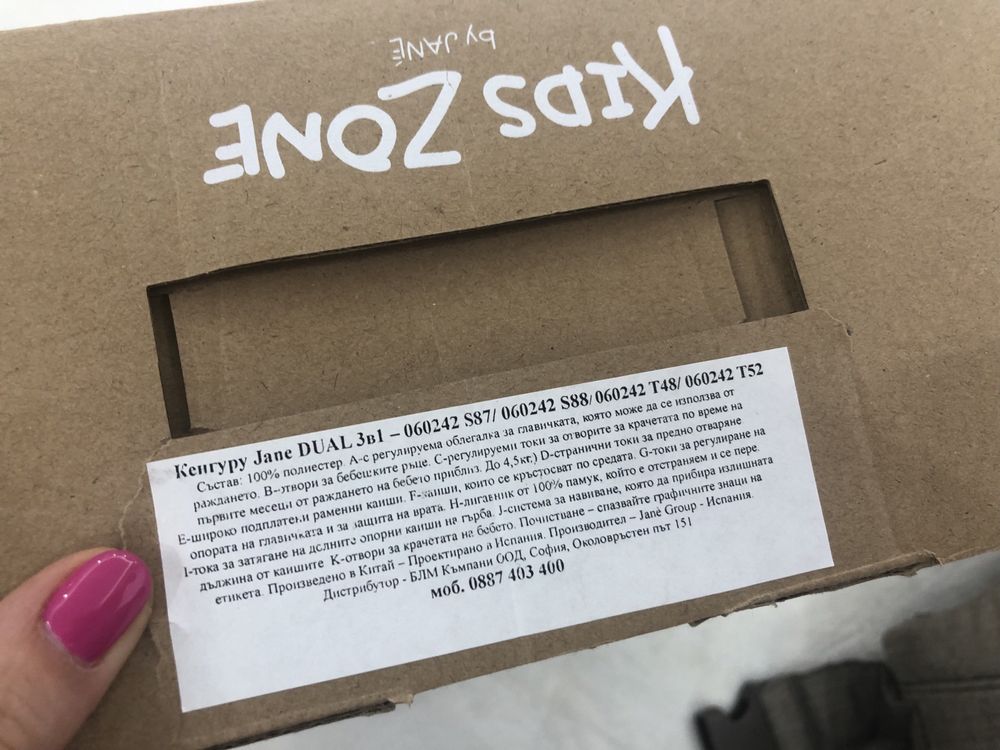 KIDS ZONE
by JANÉ
Кенгуру Jane DUAL 3в1 – 060242 S87/ 060242 S88/ 060242 T48/ 060242 T52
Състав: 100% полиестер. А-с регулируема облегалка за главичката, която може да се използва от
раждането. В-отвори за бебешките ръце. С-регулируеми токи за отворите за крачетата по време на
първите месеци от раждането на бебето приблиз. До 4,5кг.) D-странични токи за предно отваряне
Е-широко подплатени раменни каишки. F-каиши, които се кръстосват по средата. G-токи за регулиране на
опората на главичката и за защита на врата. Н-лигавник от 100% памук, който е отстраняем и се пере.
I-тока за затягане на долните опорни каиши на гърба. J-система за навиване, която да прибира излишната
дължина от каишите К-отвори за крачетата на бебето. Почистване – спазвайте графичните знаци на
етикета. Произведено в Китай – Проектирано в Испания. Производител – Jané Group - Испания.
Дистрибутор - БЛМ Къмпани ООД, София, Околовръстен път 151
моб. 0887 403 400